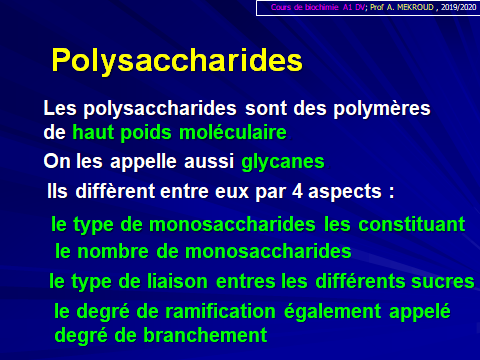 Cours de biochimie A1 DV; Prof A. MEKROUD , 2019/2020
Polysaccharides
Les polysaccharides sont des polymères
de haut poids moléculaire
On les appelle aussi glycanes
Ils diffèrent entre eux par 4 aspects :
le type de monosaccharides les constituant
le nombre de monosaccharides
le type de liaison entres les différents sucres
le degré de ramification également appelé
degré de branchement